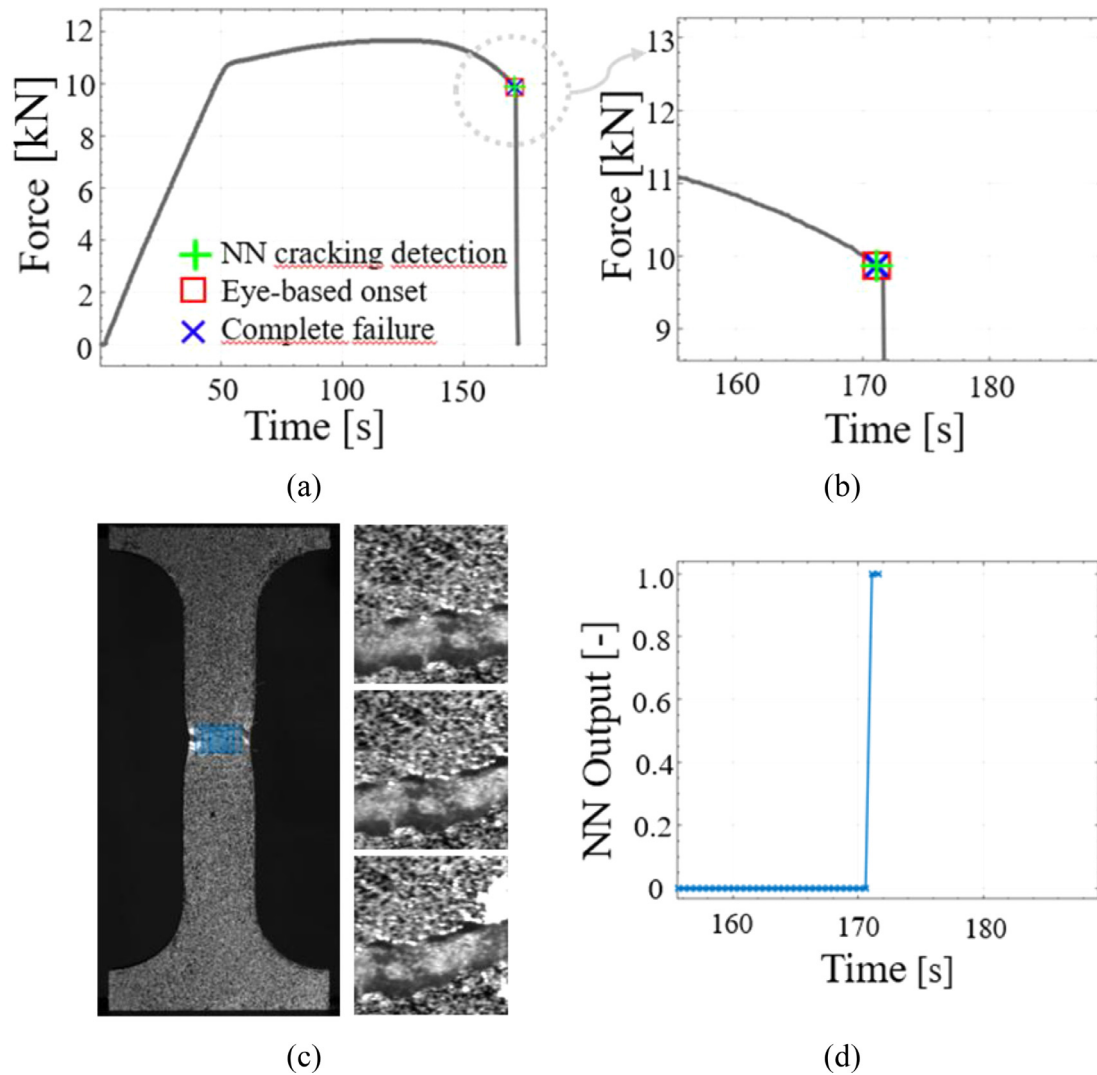 12
10
8
6
4
2
0
Force [kN]
NN cracking detection
Eye-based onset
Complete failure
50
100
150
Time [s]
(a)
13
12
11
10
9
Force [kN]
160
170
180
Time [s]
(b)
(c)
1.0
0.8
0.6
0.4
0.2
0
NN Output [-]
160
170
180
Time [s]
(d)